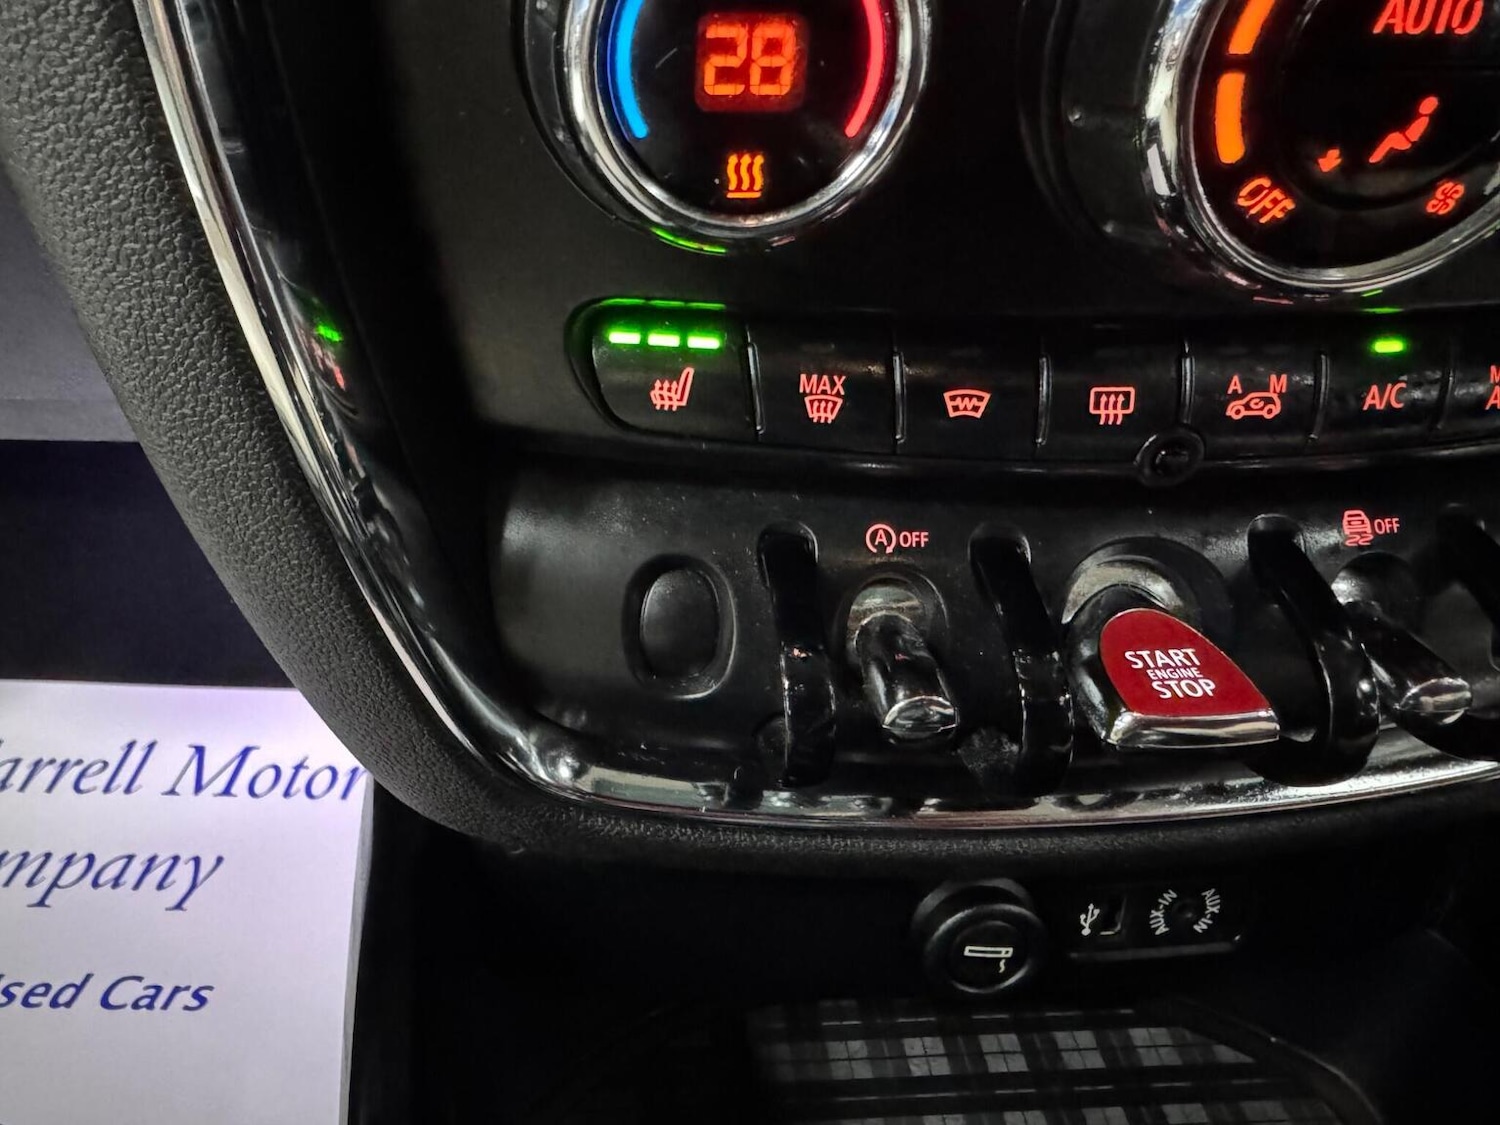 28
AUTO
OFF
MAX
A M
A/C
M
A
A OFF
OFF
START
ENGINE
STOP
arrell Motor
mpany
sed Cars
AUX-IN
AUX-IN